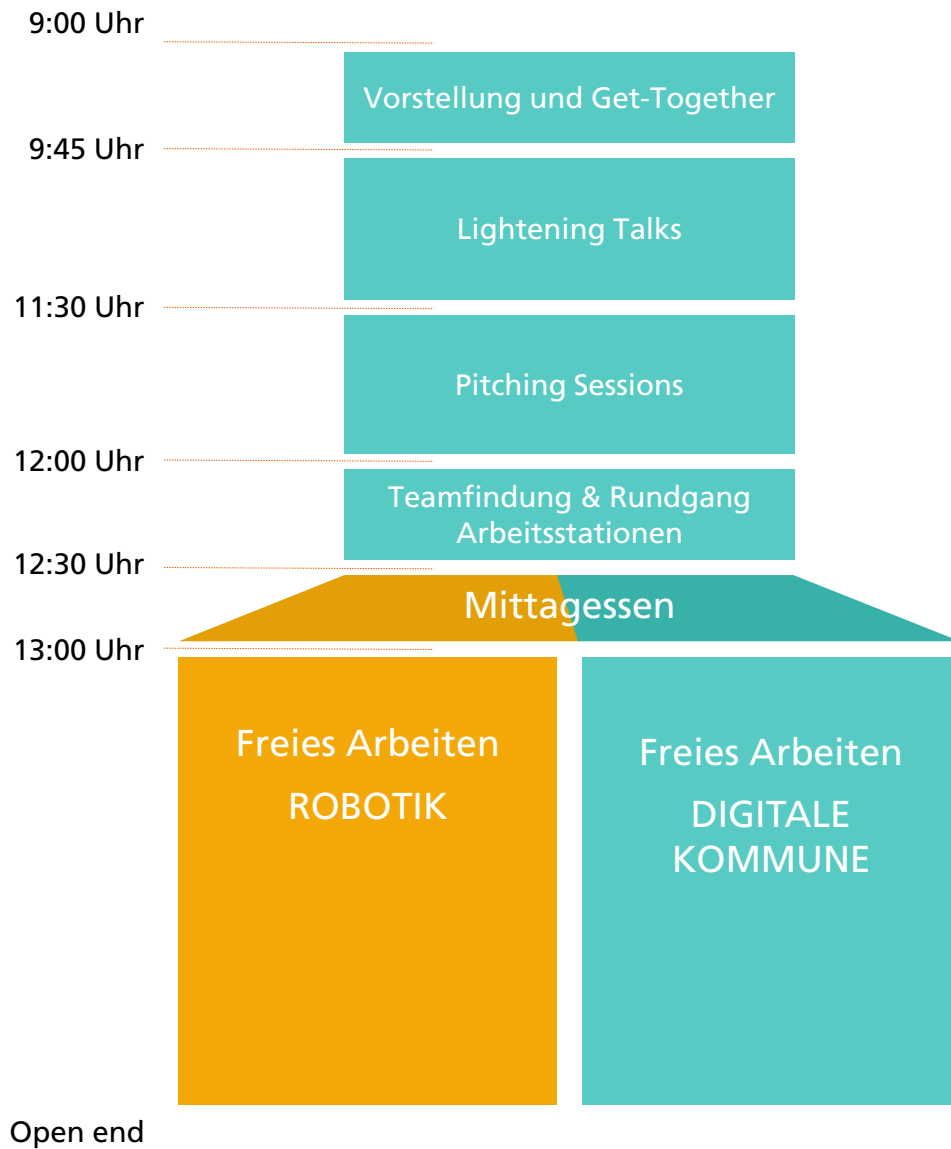 9:00 Uhr
Vorstellung und Get-Together
9:45 Uhr
Lightening Talks
11:30 Uhr
Pitching Sessions
12:00 Uhr
Teamfindung & Rundgang
Arbeitsstationen
12:30 Uhr
Mittagessen
13:00 Uhr
Freies Arbeiten
ROBOTIK
Freies Arbeiten
DIGITALE
KOMMUNE
Open end